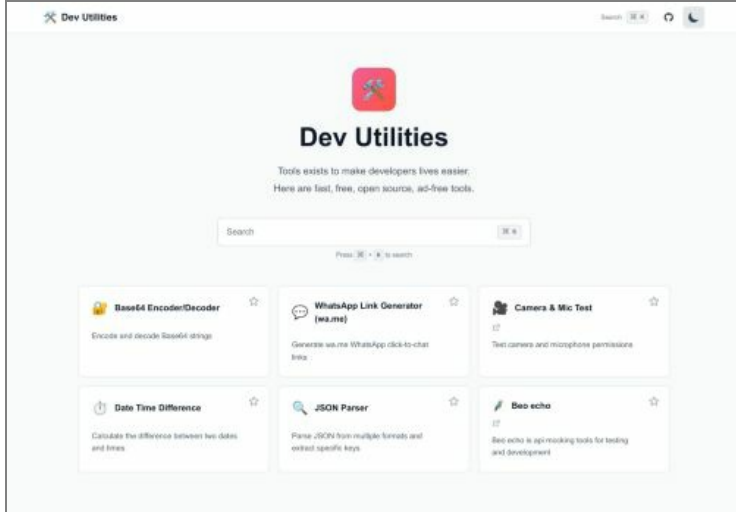 Dev Utilities
Search ⌘ K
Dev Utilities
Tools exists to make developers lives easier.
Here are fast, free, open source, ad-free tools.
Search ⌘ K
Press ⌘ + K to search
Base64 Encoder/Decoder
Encode and decode Base64 strings
WhatsApp Link Generator
(wa.me)
Generate wa.me WhatsApp click-to-chat
links
Camera & Mic Test
Test camera and microphone permissions
Date Time Difference
Calculate the difference between two dates
and times
JSON Parser
Parse JSON from multiple formats and
extract specific keys
Beo echo
Beo echo is api mocking tools for testing
and development